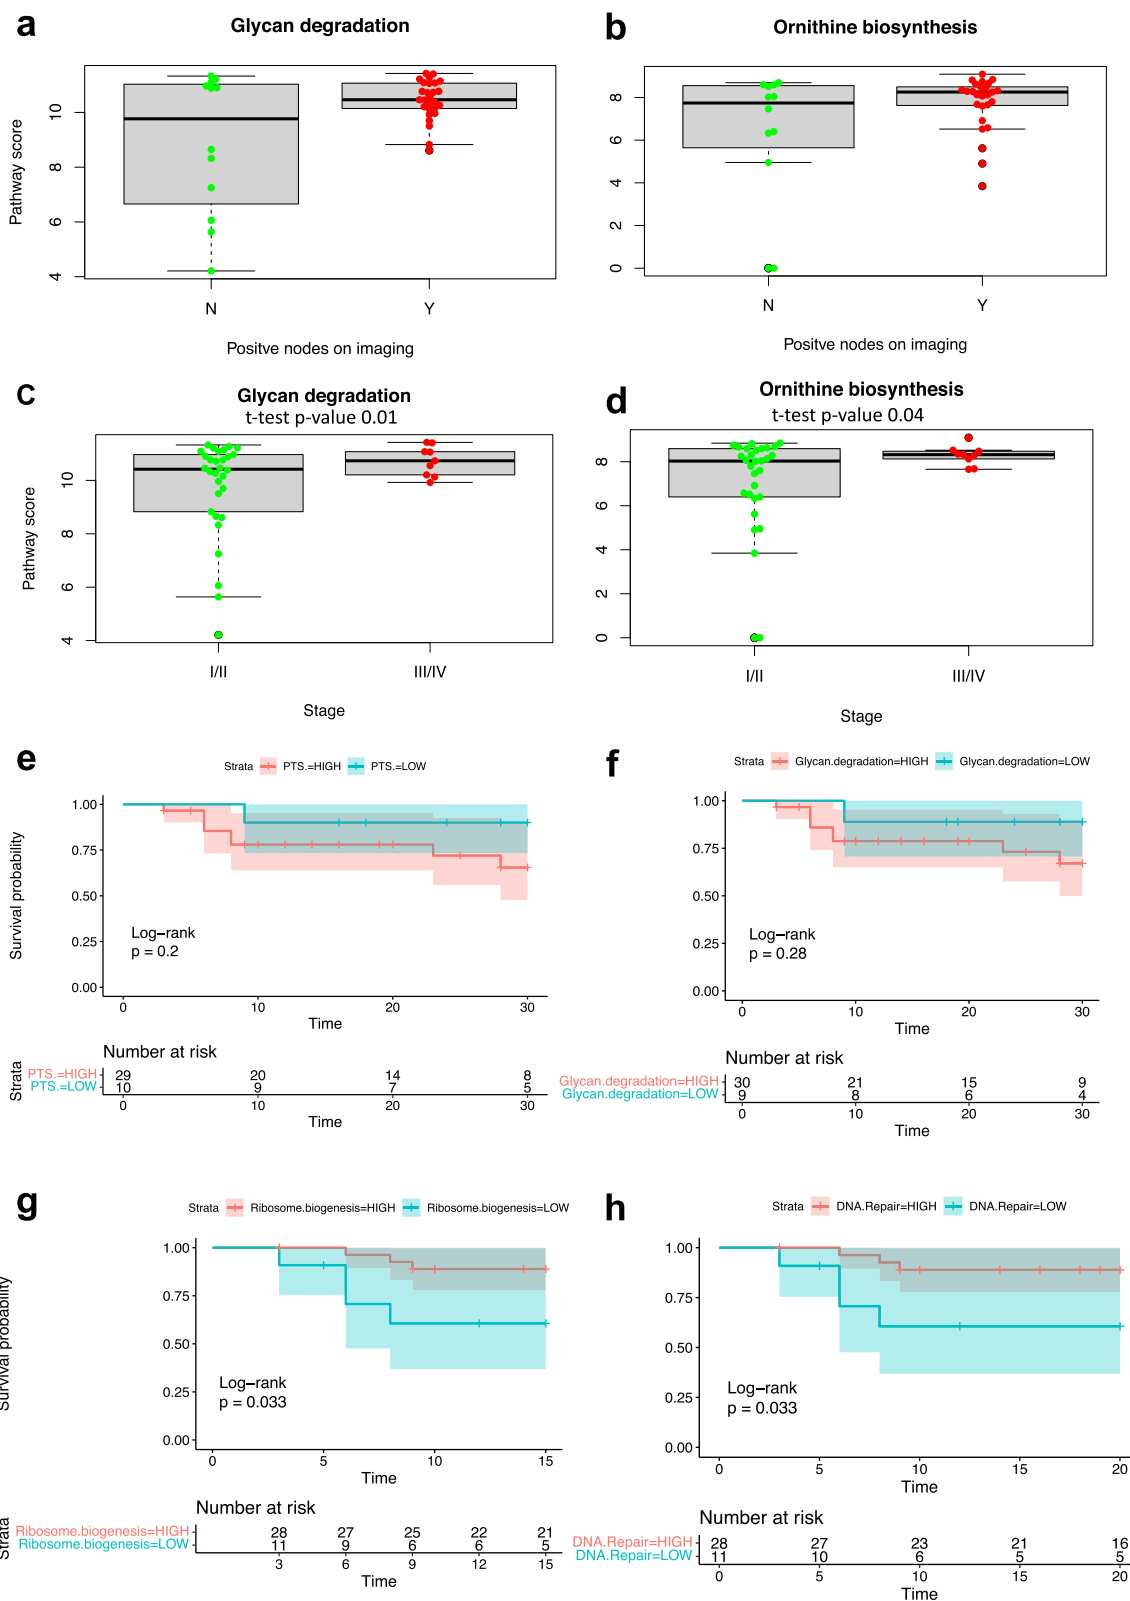 a
Glycan degradation
Pathway score
10
8
6
4
N
Y
Positve nodes on imaging
b
Ornithine biosynthesis
8
6
4
2
0
N
Y
Positive nodes on imaging
c
Glycan degradation
t-test p-value 0.01
Pathway score
10
8
6
4
I/II
III/IV
Stage
d
Ornithine biosynthesis
t-test p-value 0.04
8
6
4
2
0
I/II
III/IV
Stage
e
Strata PTS.=HIGH PTS.=LOW
Survival probability
1.00
0.75
0.50
0.25
0.00
Log−rank
p = 0.2
0 10 20 30
Time
Number at risk
Strata
PTS.=HIGH 29 20 14 8
PTS.=LOW 10 9 7 5
0 10 20 30
Time
f
Strata Glycan.degradation=HIGH Glycan.degradation=LOW
1.00
0.75
0.50
0.25
0.00
Log−rank
p = 0.28
0 10 20 30
Time
Number at risk
Glycan.degradation=HIGH 30 21 15 9
Glycan.degradation=LOW 9 8 6 4
0 10 20 30
Time
g
Strata Ribosome.biogenesis=HIGH Ribosome.biogenesis=LOW
Survival probability
1.00
0.75
0.50
0.25
0.00
Log−rank
p = 0.033
0 5 10 15
Time
Number at risk
Strata
Ribosome.biogenesis=HIGH 28 27 25 22 21
Ribosome.biogenesis=LOW 11 9 6 6 5
3 6 9 12 15
Time
h
Strata DNA.Repair=HIGH DNA.Repair=LOW
1.00
0.75
0.50
0.25
0.00
Log−rank
p = 0.033
0 5 10 15 20
Time
Number at risk
DNA.Repair=HIGH 28 27 23 21 16
DNA.Repair=LOW 11 10 6 5 5
0 5 10 15 20
Time